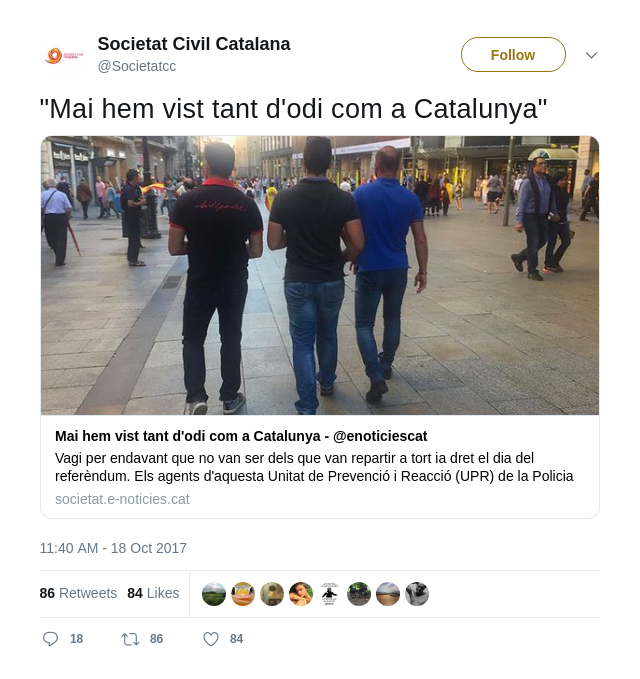 Societat Civil Catalana
@Societatcc
Follow
"Mai hem vist tant d'odi com a Catalunya"
Mai hem vist tant d'odi com a Catalunya - @enoticiescat
Vagi per endavant que no van ser dels que van repartir a tort ia dret el dia del
referèndum. Els agents d'aquesta Unitat de Prevenció i Reacció (UPR) de la Policia
societat.e-noticies.cat
11:40 AM - 18 Oct 2017
86 Retweets 84 Likes
18 86 84